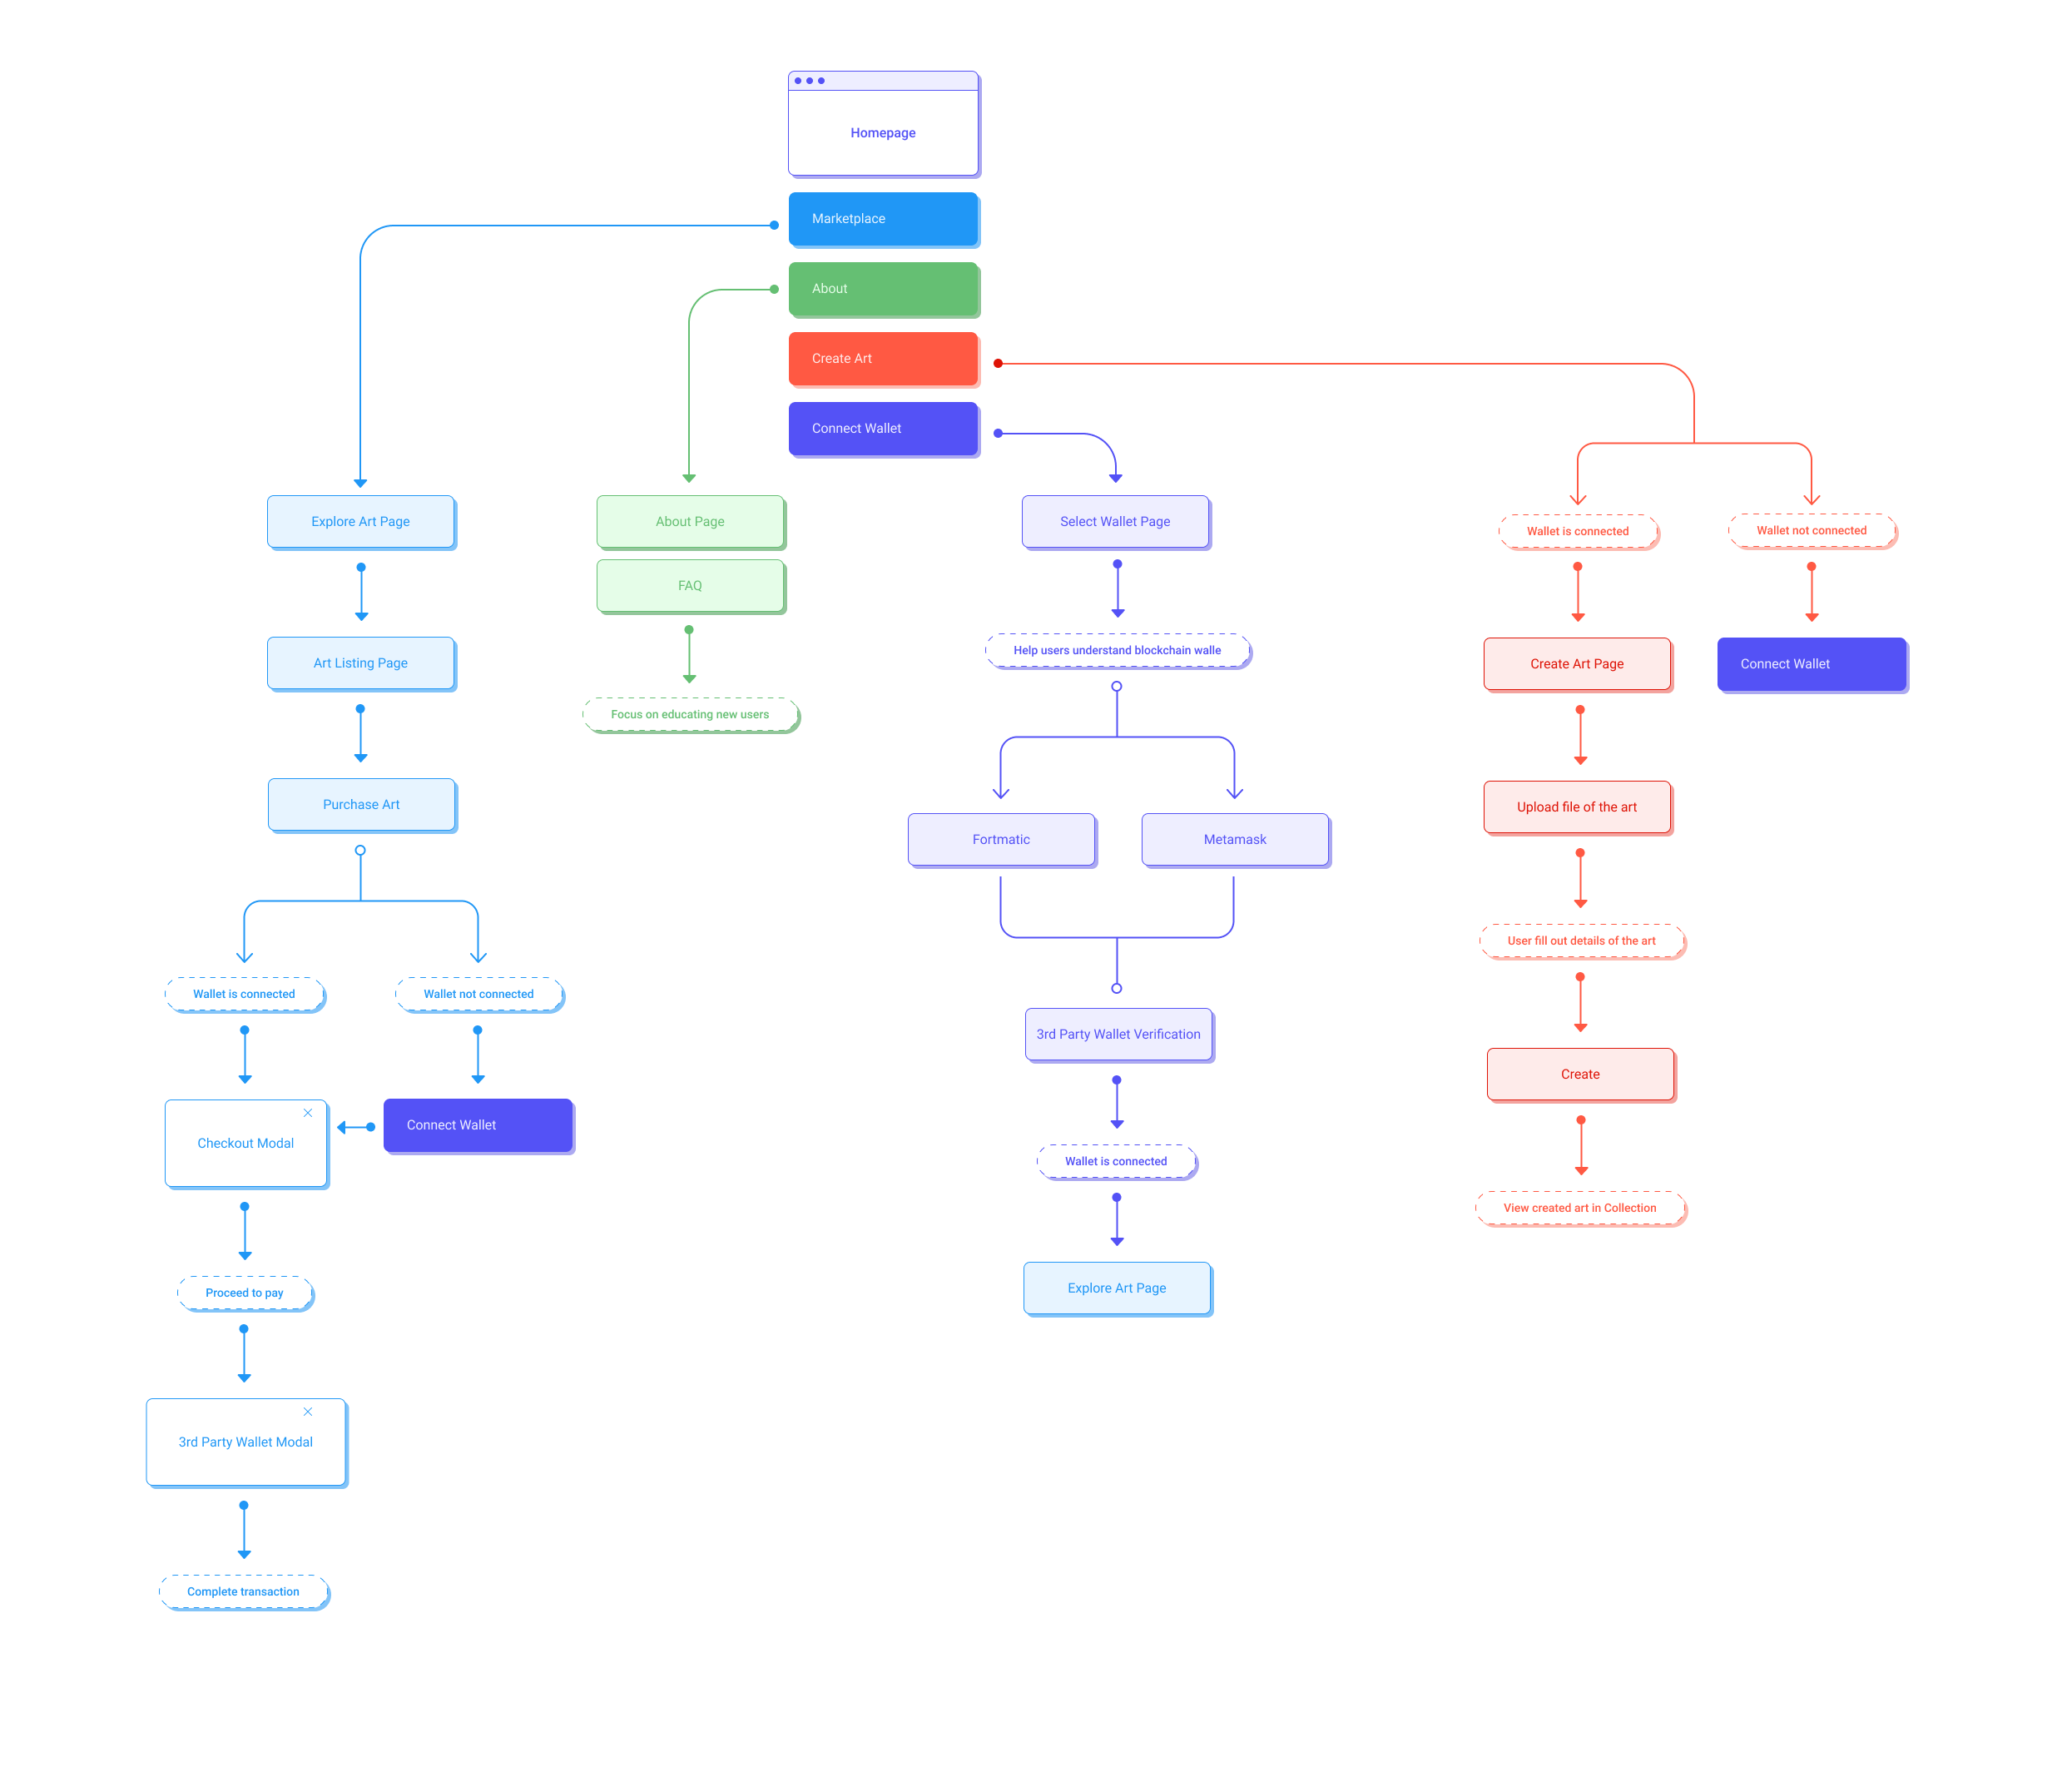 Homepage
Marketplace
About
Create Art
Connect Wallet
Explore Art Page
Art Listing Page
Purchase Art
Wallet is connected
Wallet not connected
Checkout Modal
Connect Wallet
Proceed to pay
3rd Party Wallet Modal
Complete transaction
About Page
FAQ
Focus on educating new users
Select Wallet Page
Help users understand blockchain walle
Fortmatic
Metamask
3rd Party Wallet Verification
Wallet is connected
Explore Art Page
Wallet is connected
Wallet not connected
Create Art Page
Connect Wallet
Upload file of the art
User fill out details of the art
Create
View created art in Collection